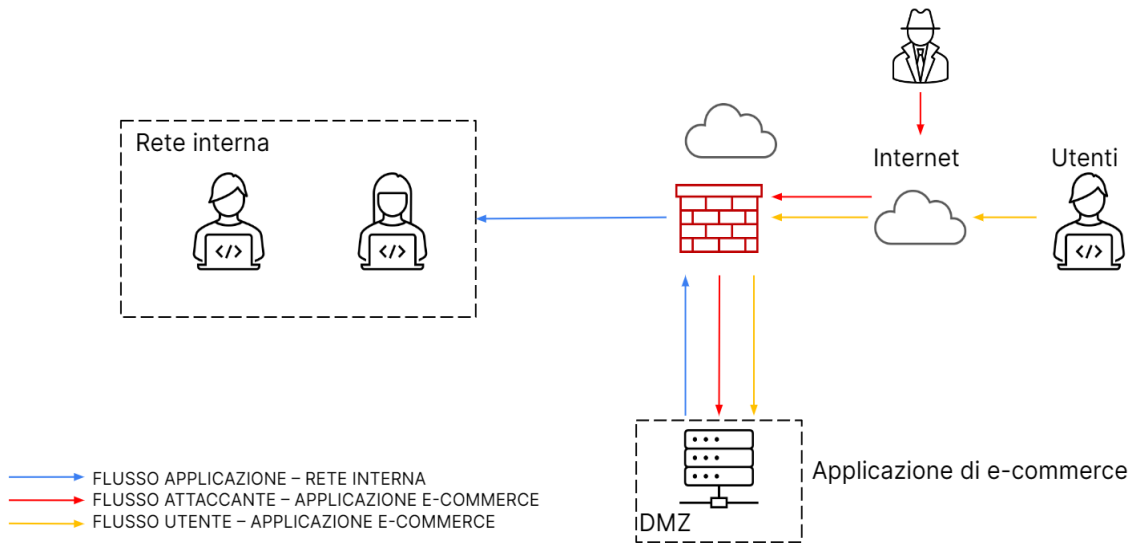 Rete interna
Internet
Utenti
</>
</>
</>
Applicazione di e-commerce
DMZ
FLUSSO APPLICAZIONE – RETE INTERNA
FLUSSO ATTACCANTE – APPLICAZIONE E-COMMERCE
FLUSSO UTENTE – APPLICAZIONE E-COMMERCE